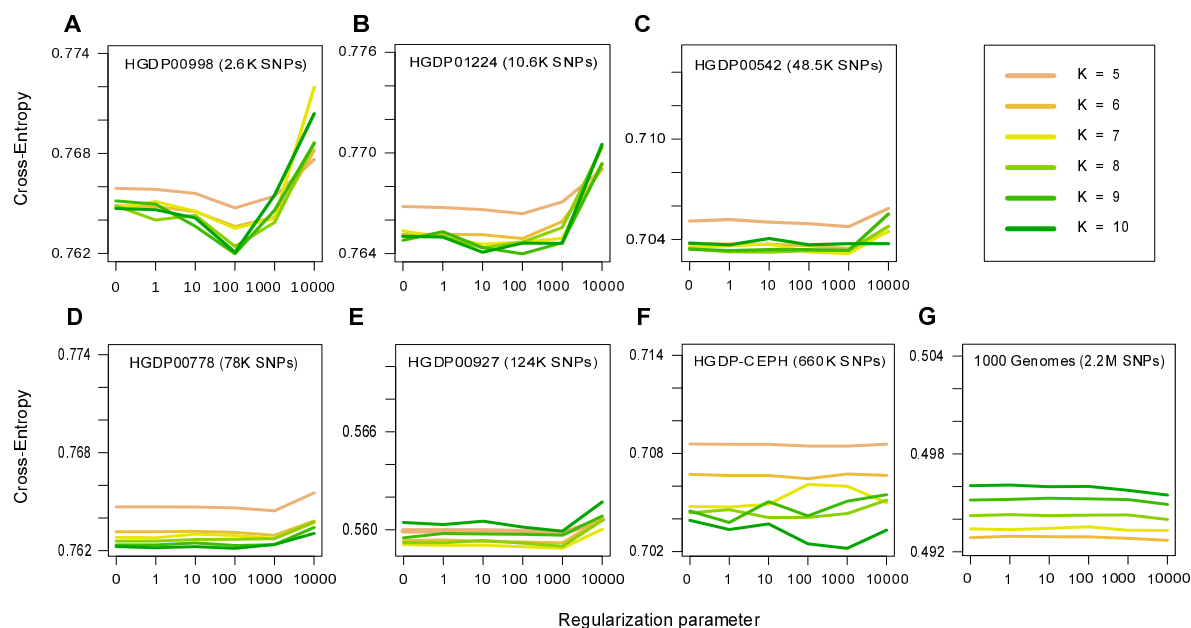 A
B
C
HGDP00998 (2.6K SNPs)
HGDP01224 (10.6K SNPs)
HGDP00542 (48.5K SNPs)
Cross-Entropy
0.774
0.768
0.762
0 1 10 100 1000 10000
0.776
0.770
0.764
0 1 10 100 1000 10000
0.710
0.704
0 1 10 100 1000 10000
K = 5
K = 6
K = 7
K = 8
K = 9
K = 10
D
E
F
G
HGDP00778 (78K SNPs)
HGDP00927 (124K SNPs)
HGDP-CEPH (660K SNPs)
1000 Genomes (2.2M SNPs)
Cross-Entropy
0.774
0.768
0.762
0 1 10 100 1000 10000
0.566
0.560
0 1 10 100 1000 10000
0.714
0.708
0.702
0 1 10 100 1000 10000
0.504
0.498
0.492
0 1 10 100 1000 10000
Regularization parameter